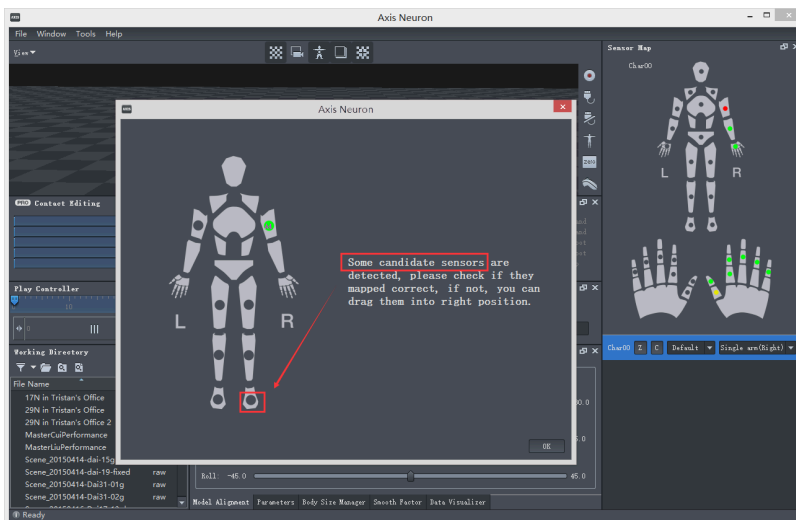 Axis Neuron
File Window Tools Help
View
Sensor Map
Char00
L R
Axis Neuron
Some candidate sensors are
detected, please check if they
mapped correct, if not, you can
drag them into right position.
L R
OK
PRO Contact Editing
Play Controller
Char00 Z C Default Single arm(Right)
Working Directory
File Name
17N in Tristan's Office
29N in Tristan's Office
29N in Tristan's Office 2
MasterCuiPerformance
MasterLiuPerformance
Scene_20150414-dai-15g
Scene_20150414-dai-19-fixed raw
Scene_20150414-Dai31-01g raw
Scene_20150414-Dai31-02g raw
Roll: -45.0 45.0
Model Alignment Parameters Body Size Manager Smooth Factor Data Visualizer
Ready